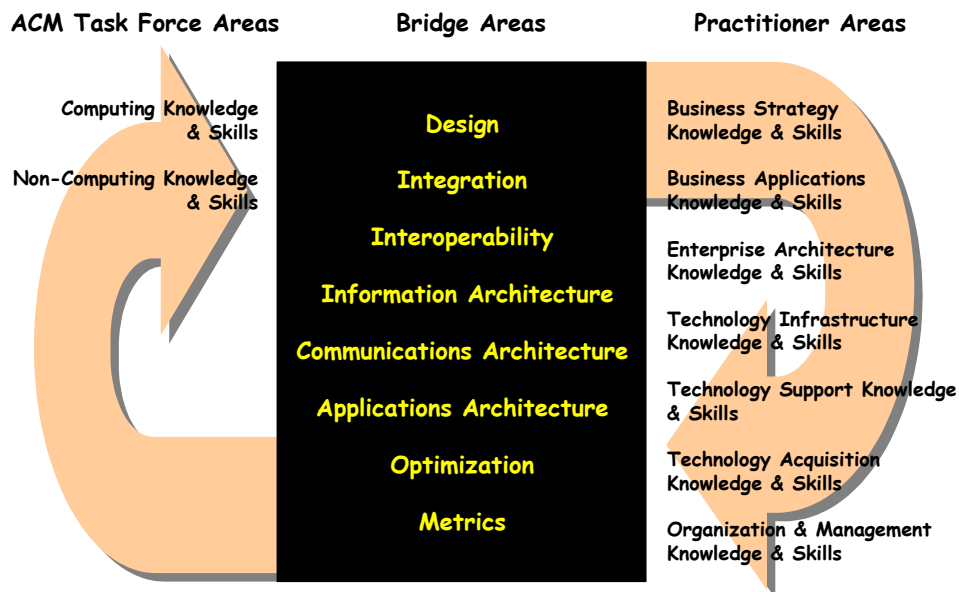 ACM Task Force Areas
Bridge Areas
Practitioner Areas
Computing Knowledge
& Skills
Non-Computing Knowledge
& Skills
Design
Integration
Interoperability
Information Architecture
Communications Architecture
Applications Architecture
Optimization
Metrics
Business Strategy
Knowledge & Skills
Business Applications
Knowledge & Skills
Enterprise Architecture
Knowledge & Skills
Technology Infrastructure
Knowledge & Skills
Technology Support Knowledge
& Skills
Technology Acquisition
Knowledge & Skills
Organization & Management
Knowledge & Skills